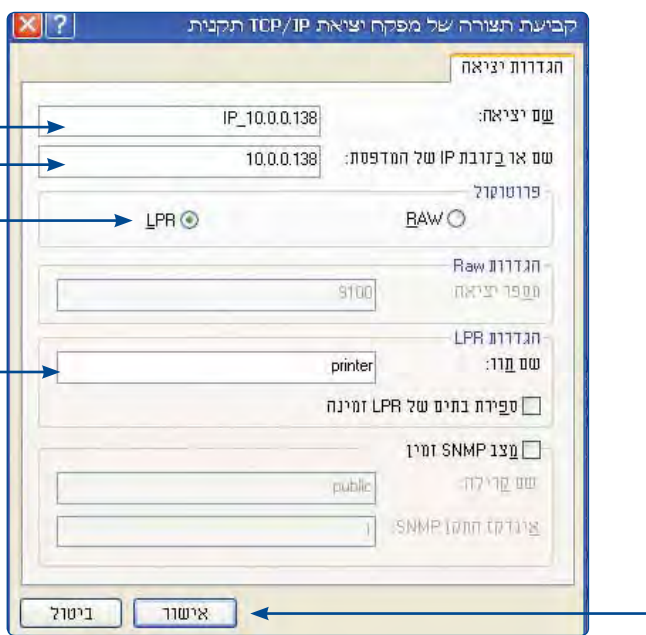 קביעת תצורה של מפקח יציאת TCP/IP תקנית
הגדרות יציאה
שם יציאה: IP_10.0.0.138
שם או כתובת IP של המדפסת: 10.0.0.138
פרוטוקול
RAW LPR
הגדרות Raw
מספר יציאה: 9100
הגדרות LPR
שם תור: printer
ספירת בתים של LPR זמינה
מצב SNMP זמין
שם קהילה: public
אינדקס התקן SNMP: 1
אישור ביטול